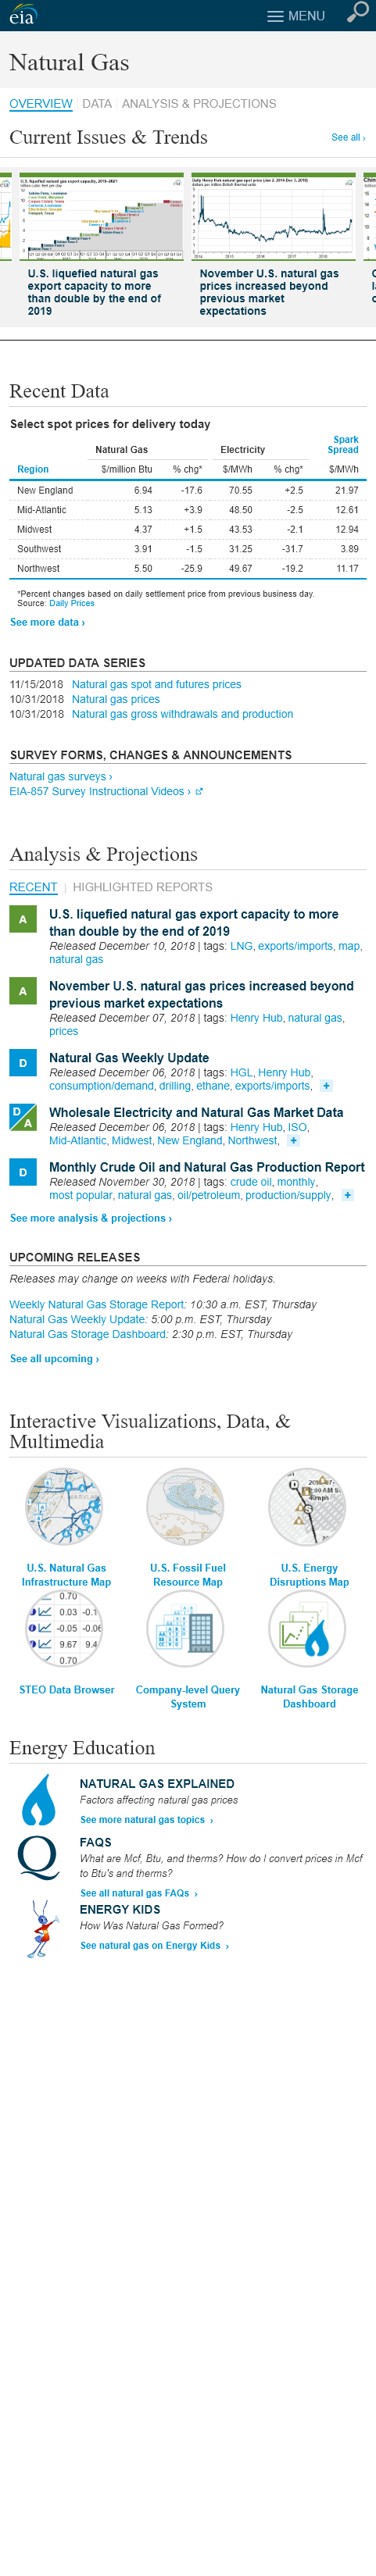 eia
MENU
Natural Gas
OVERVIEW | DATA | ANALYSIS & PROJECTIONS
Current Issues & Trends
See all ›
U.S. liquefied natural gas
export capacity to more
than double by the end of
2019
November U.S. natural gas
prices increased beyond
previous market
expectations
Recent Data
Select spot prices for delivery today
Natural Gas Electricity Spark Spread
Region $/million Btu % chg* $/MWh % chg* $/MWh
New England 6.94 -17.6 70.55 +2.5 21.97
Mid-Atlantic 5.13 +3.9 48.50 -2.5 12.61
Midwest 4.37 +1.5 43.53 -2.1 12.94
Southwest 3.91 -1.5 31.25 -31.7 3.89
Northwest 5.50 -25.9 49.67 -19.2 11.17
*Percent changes based on daily settlement price from previous business day.
Source: Daily Prices
See more data ›
UPDATED DATA SERIES
11/15/2018 Natural gas spot and futures prices
10/31/2018 Natural gas prices
10/31/2018 Natural gas gross withdrawals and production
SURVEY FORMS, CHANGES & ANNOUNCEMENTS
Natural gas surveys ›
EIA-857 Survey Instructional Videos ›
Analysis & Projections
RECENT | HIGHLIGHTED REPORTS
A
U.S. liquefied natural gas export capacity to more
than double by the end of 2019
Released December 10, 2018 | tags: LNG, exports/imports, map,
natural gas
A
November U.S. natural gas prices increased beyond
previous market expectations
Released December 07, 2018 | tags: Henry Hub, natural gas,
prices
D
Natural Gas Weekly Update
Released December 06, 2018 | tags: HGL, Henry Hub,
consumption/demand, drilling, ethane, exports/imports, +
D A
Wholesale Electricity and Natural Gas Market Data
Released December 06, 2018 | tags: Henry Hub, ISO,
Mid-Atlantic, Midwest, New England, Northwest, +
D
Monthly Crude Oil and Natural Gas Production Report
Released November 30, 2018 | tags: crude oil, monthly,
most popular, natural gas, oil/petroleum, production/supply, +
See more analysis & projections ›
UPCOMING RELEASES
Releases may change on weeks with Federal holidays.
Weekly Natural Gas Storage Report: 10:30 a.m. EST, Thursday
Natural Gas Weekly Update: 5:00 p.m. EST, Thursday
Natural Gas Storage Dashboard: 2:30 p.m. EST, Thursday
See all upcoming ›
Interactive Visualizations, Data, &
Multimedia
U.S. Natural Gas
Infrastructure Map
U.S. Fossil Fuel
Resource Map
U.S. Energy
Disruptions Map
0.70
0.03 -0.1
-0.05 -0.06
9.67 9.4
0.70
STEO Data Browser
Company-level Query
System
Natural Gas Storage
Dashboard
Energy Education
NATURAL GAS EXPLAINED
Factors affecting natural gas prices
See more natural gas topics ›
Q
FAQS
What are Mcf, Btu, and therms? How do I convert prices in Mcf
to Btu's and therms?
See all natural gas FAQs ›
ENERGY KIDS
How Was Natural Gas Formed?
See natural gas on Energy Kids ›